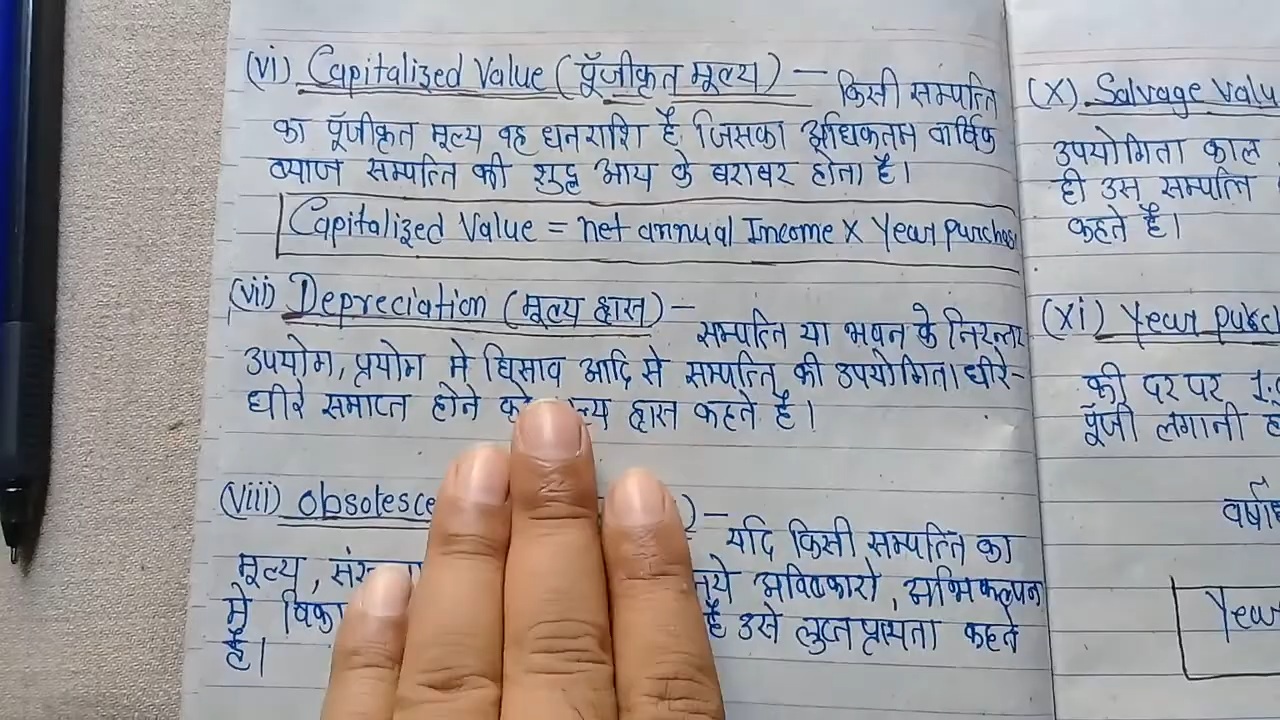 (vi) Capitalized Value (पूँजीकृत मूल्य) — किसी सम्पत्ति
का पूँजीकृत मूल्य वह धनराशि है, जिसका अधिकतम वार्षिक
व्याज सम्पत्ति की शुद्ध आय के बराबर होता है।
Capitalized Value = net annual Income X Year purchas
(vii) Depreciation (मूल्य ह्रास) —
सम्पत्ति या भवन के निरन्तर
उपयोग, प्रयोग मे घिसाव आदि से सम्पत्ति की उपयोगिता धीरे-
धीरे समाप्त होने ह्रास कहते है।
(viii) obsolesce ) —
यदि किसी सम्पत्ति का
मूल्य,
नये अविष्कारो, अभिकल्पन
मे विका है उसे लुप्तप्रायता कहते
है।
(X) Salvage Valu
उपयोगिता काल
ही उस सम्पत्ति
कहते है।
(xi) Year purc
की दर पर
पूँजी लगानी
Year